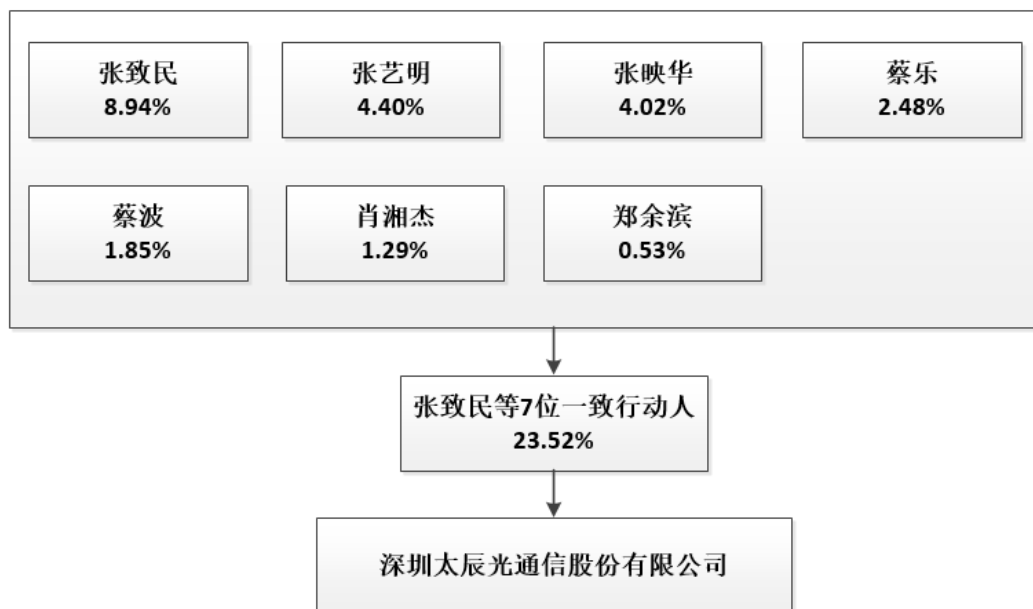 张致民
8.94%
张艺明
4.40%
张映华
4.02%
蔡乐
2.48%
蔡波
1.85%
肖湘杰
1.29%
郑余滨
0.53%
张致民等7位一致行动人
23.52%
深圳太辰光通信股份有限公司